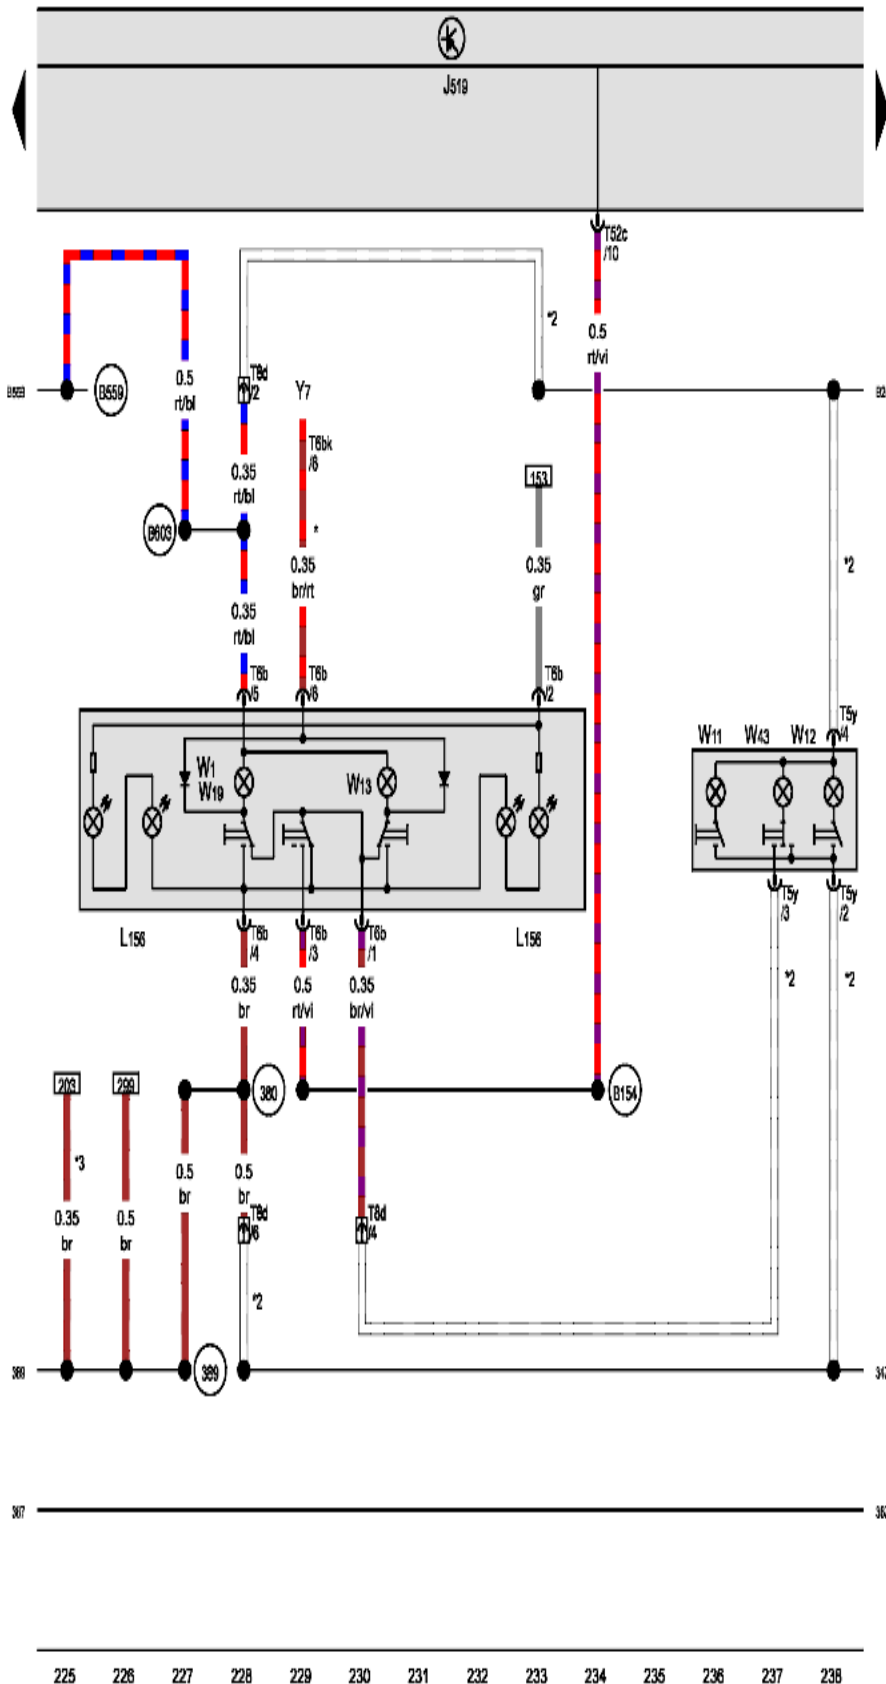 J519
T52c
/10
*2
0.5
rt/vi
B559
0.5
rt/bl
T8d
/2
Y7
T6bk
/6
0.35
rt/bl
153
B603
*
0.35
br/rt
0.35
gr
*2
0.35
rt/bl
T6b
/5
T6b
/6
T6b
/2
T5y
/4
W11 W43 W12
W1
W19
W13
T5y
/3
T5y
/2
L156
T6b
/4
T6b
/3
T6b
/1
L156
0.35
br
0.5
rt/vi
0.35
br/vi
*2
*2
203
299
380
B154
*3
0.5
br
0.5
br
0.35
br
0.5
br
T8d
/6
T8d
/4
*2
389
367
225 226 227 228 229 230 231 232 233 234 235 236 237 238